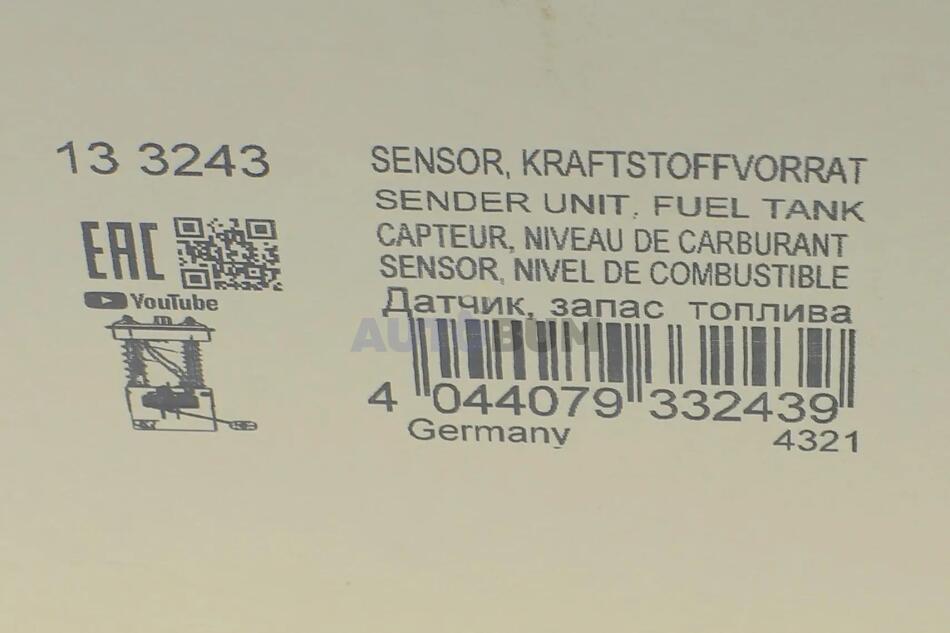 13 3243
SENSOR, KRAFTSTOFFVORRAT
SENDER UNIT, FUEL TANK
CAPTEUR, NIVEAU DE CARBURANT
SENSOR, NIVEL DE COMBUSTIBLE
Датчик, запас топлива
EAC
YouTube
AUTOBUM
4 044079 332439
Germany
4321